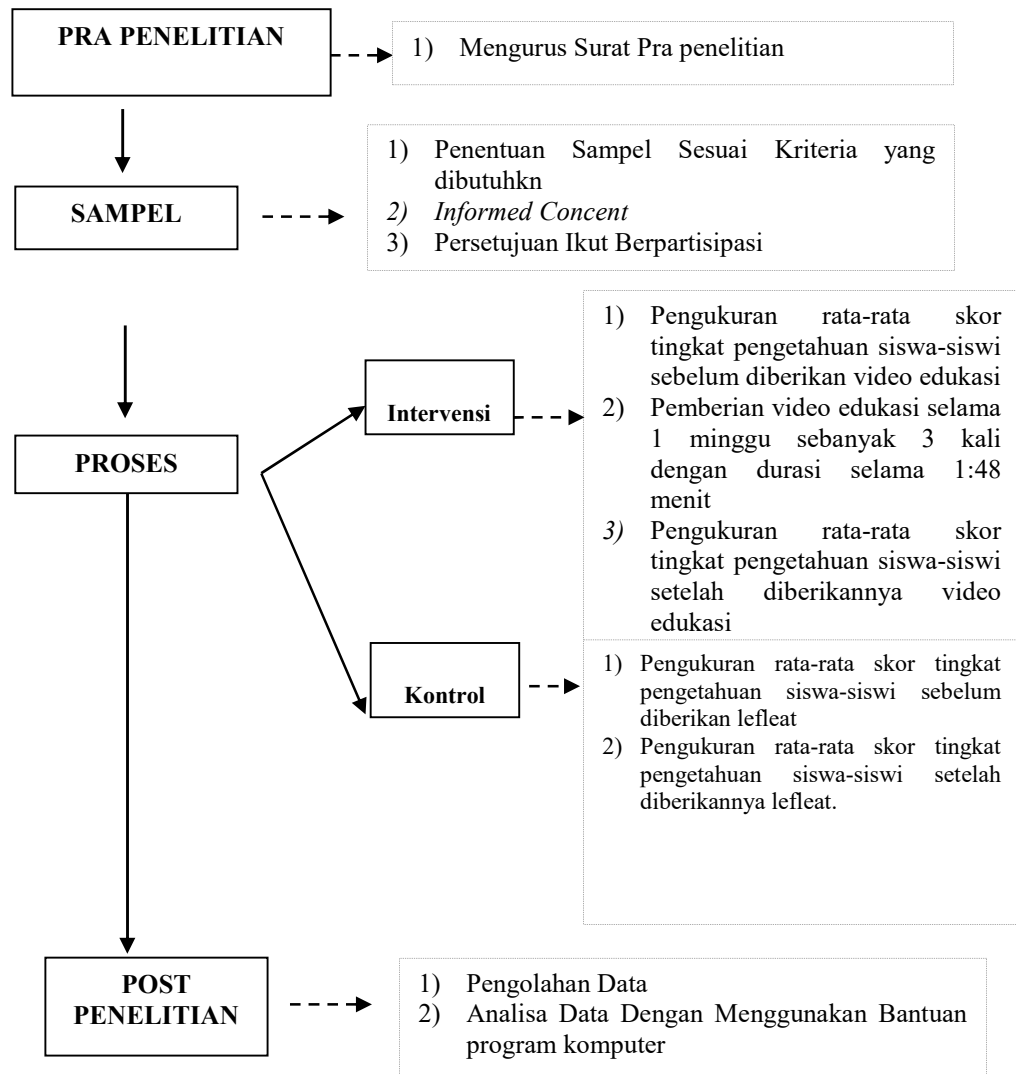 PRA PENELITIAN
1) Mengurus Surat Pra penelitian
SAMPEL
1) Penentuan Sampel Sesuai Kriteria yang
dibutuhkn
2) Informed Concent
3) Persetujuan Ikut Berpartisipasi
PROSES
Intervensi
1) Pengukuran rata-rata skor
tingkat pengetahuan siswa-siswi
sebelum diberikan video edukasi
2) Pemberian video edukasi selama
1 minggu sebanyak 3 kali
dengan durasi selama 1:48
menit
3) Pengukuran rata-rata skor
tingkat pengetahuan siswa-siswi
setelah diberikannya video
edukasi
Kontrol
1) Pengukuran rata-rata skor tingkat
pengetahuan siswa-siswi sebelum
diberikan lefleat
2) Pengukuran rata-rata skor tingkat
pengetahuan siswa-siswi setelah
diberikannya lefleat.
POST
PENELITIAN
1) Pengolahan Data
2) Analisa Data Dengan Menggunakan Bantuan
program komputer